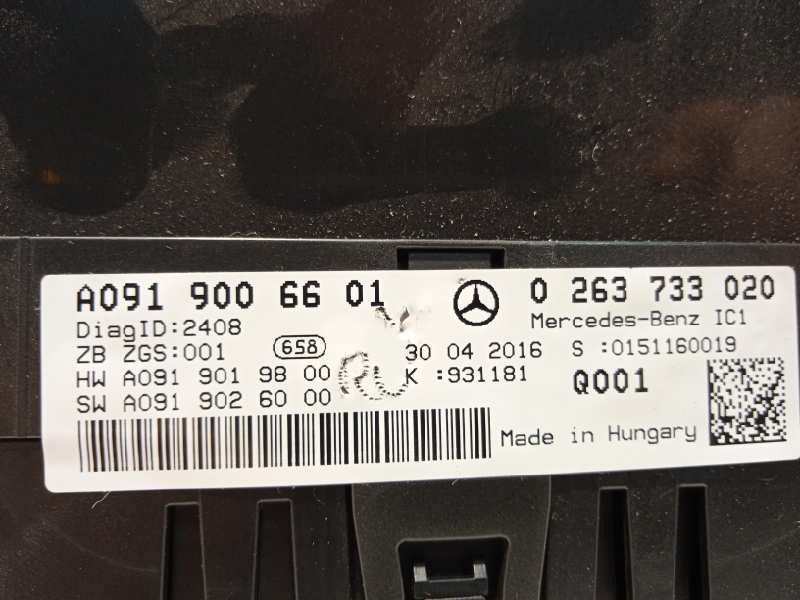 A091 900 66 01 0 263 733 020
DiagID:2408 Mercedes-Benz IC1
ZB ZGS:001 658 30 04 2016 S :0151160019
HW A091 901 98 00 K :931181 Q001
SW A091 902 60 00
Made in Hungary